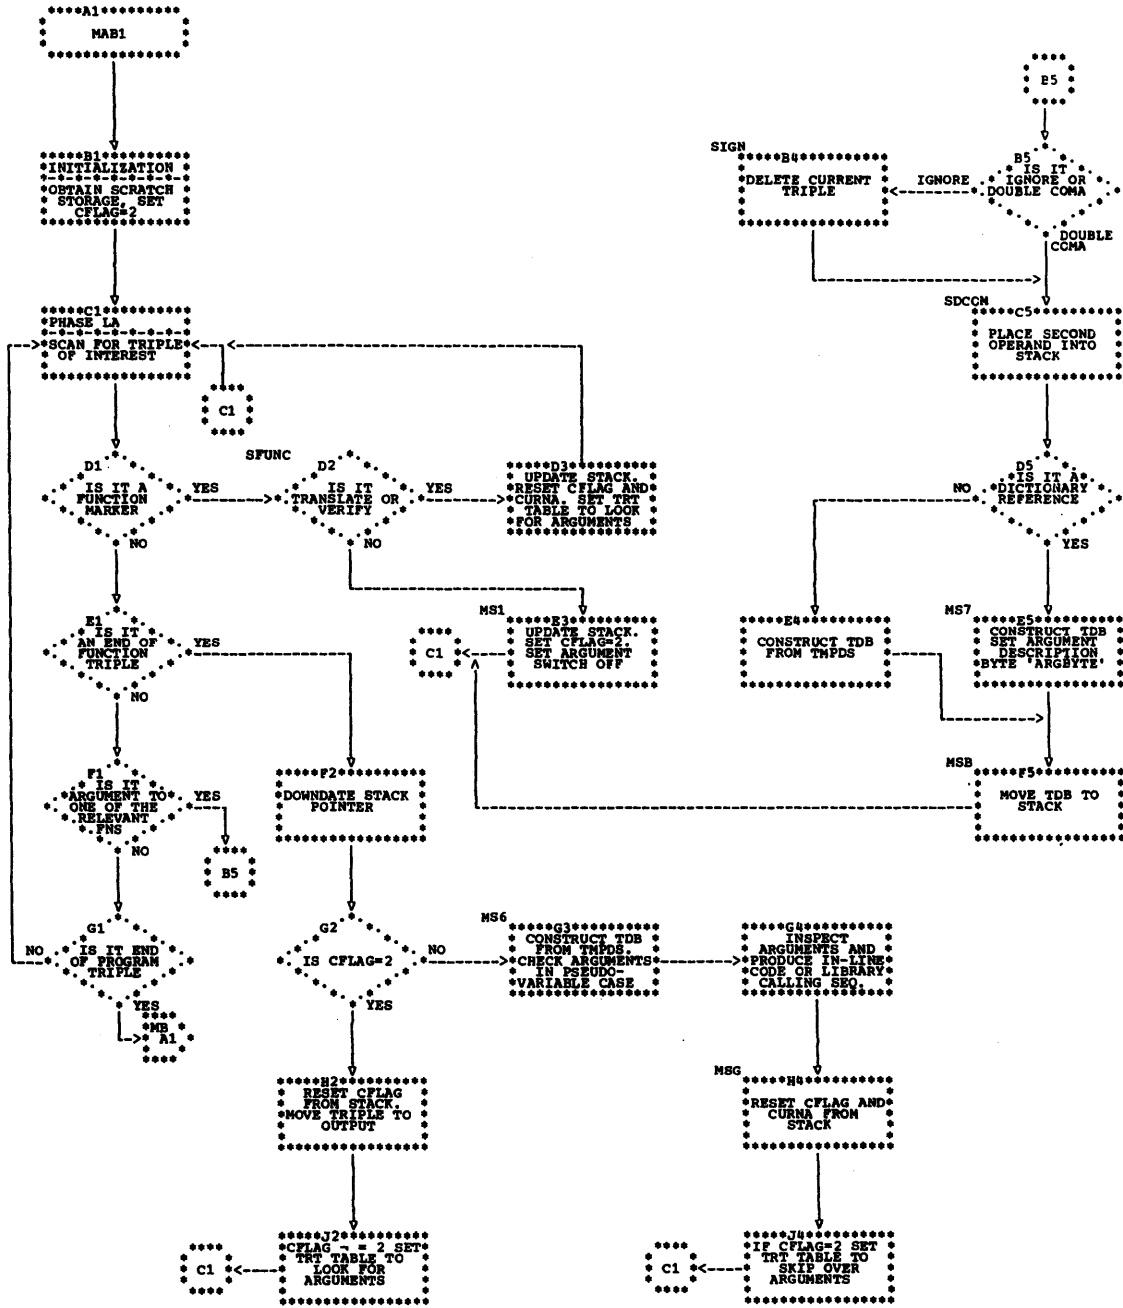 A1
MAB1
B5
B1
INITIALIZATION
OBTAIN SCRATCH
STORAGE, SET
CFLAG=2
SIGN
B4
DELETE CURRENT
TRIPLE
IGNORE
B5
IS IT
IGNORE OR
DOUBLE COMA
DOUBLE
COMA
C1
PHASE LA
SCAN FOR TRIPLE
OF INTEREST
C1
SDCCM
C5
PLACE SECOND
OPERAND INTO
STACK
D1
IS IT A
FUNCTION
MARKER
YES
NO
SFUNC
D2
IS IT
TRANSLATE OR
VERIFY
YES
NO
D3
UPDATE STACK.
RESET CFLAG AND
CURNA. SET TRT
TABLE TO LOOK
FOR ARGUMENTS
NO
D5
IS IT A
DICTIONARY
REFERENCE
YES
E1
IS IT
AN END OF
FUNCTION
TRIPLE
YES
NO
C1
MS1
E3
UPDATE STACK.
SET CFLAG=2.
SET ARGUMENT
SWITCH OFF
E4
CONSTRUCT TDB
FROM TMPDS
MS7
E5
CONSTRUCT TDB
SET ARGUMENT
DESCRIPTION
BYTE 'ARGBYTE'
F1
IS IT
ARGUMENT TO
ONE OF THE
RELEVANT
FNS
YES
NO
B5
F2
DOWNDATE STACK
POINTER
MSB
F5
MOVE TDB TO
STACK
G1
IS IT END
OF PROGRAM
TRIPLE
NO
YES
MB
A1
G2
IS CFLAG=2
NO
YES
MS6
G3
CONSTRUCT TDB
FROM TMPDS.
CHECK ARGUMENTS
IN PSEUDO-
VARIABLE CASE
G4
INSPECT
ARGUMENTS AND
PRODUCE IN-LINE
CODE OR LIBRARY
CALLING SEQ.
H2
RESET CFLAG
FROM STACK.
MOVE TRIPLE TO
OUTPUT
MSG
H4
RESET CFLAG AND
CURNA FROM
STACK
C1
J2
CFLAG ¬ = 2 SET
TRT TABLE TO
LOOK FOR
ARGUMENTS
C1
J4
IF CFLAG=2 SET
TRT TABLE TO
SKIP OVER
ARGUMENTS